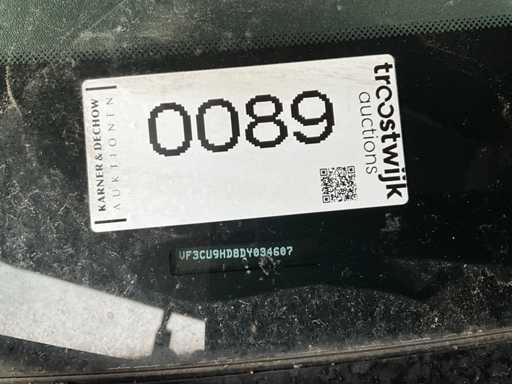 KARNER & DECHOW
AUKTIONEN
0089
troostwijk
auctions
VF3CU9HD8DY034607